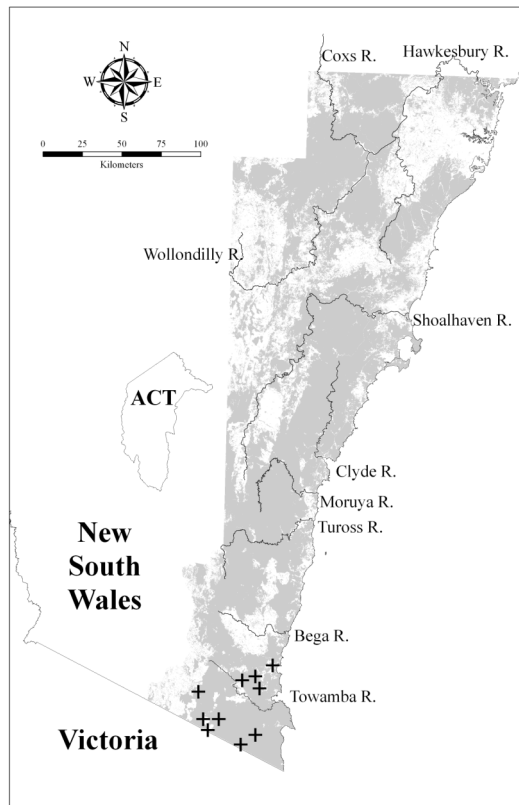 Coxs R.
Hawkesbury R.
N
W E
S
0 25 50 75 100
Kilometers
Wollondilly R.
Shoalhaven R.
ACT
Clyde R.
Moruya R.
Tuross R.
New
South
Wales
Bega R.
Towamba R.
Victoria